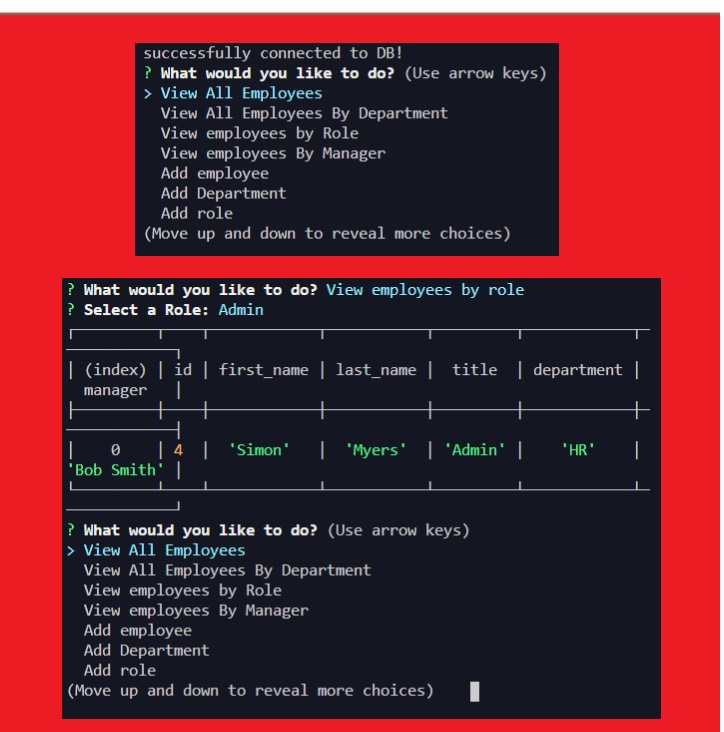 successfully connected to DB!
? What would you like to do? (Use arrow keys)
> View All Employees
View All Employees By Department
View employees by Role
View employees By Manager
Add employee
Add Department
Add role
(Move up and down to reveal more choices)
? What would you like to do? View employees by role
? Select a Role: Admin
| (index) | id | first_name | last_name | title | department |
manager |
| 0 | 4 | 'Simon' | 'Myers' | 'Admin' | 'HR' |
'Bob Smith' |
? What would you like to do? (Use arrow keys)
> View All Employees
View All Employees By Department
View employees by Role
View employees By Manager
Add employee
Add Department
Add role
(Move up and down to reveal more choices)